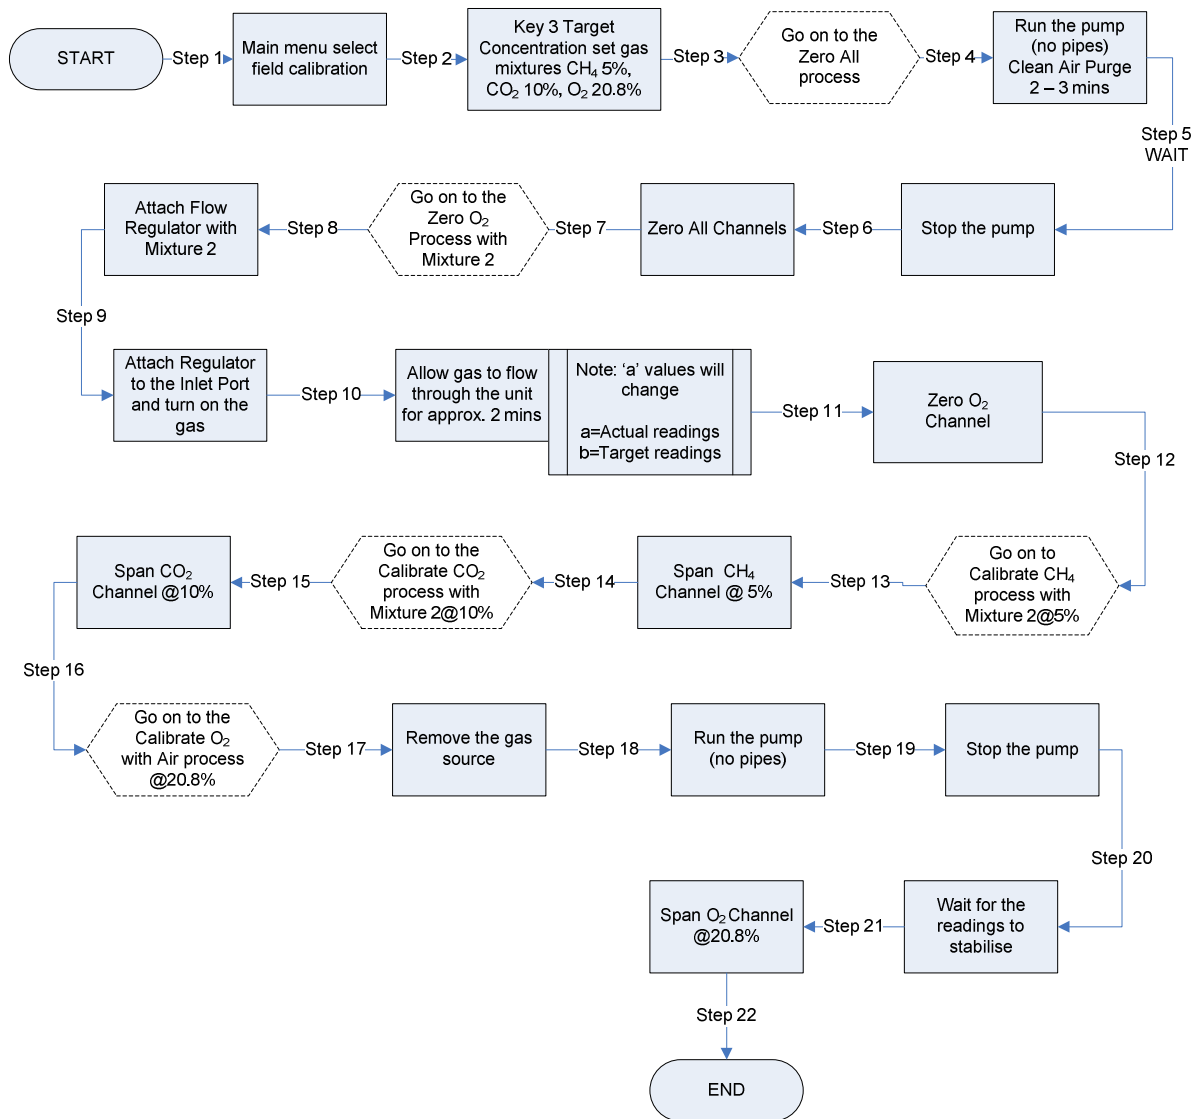 START
Step 1
Main menu select
field calibration
Step 2
Key 3 Target
Concentration set gas
mixtures CH₄ 5%,
CO₂ 10%, O₂ 20.8%
Step 3
Go on to the
Zero All
process
Step 4
Run the pump
(no pipes)
Clean Air Purge
2 – 3 mins
Step 5
WAIT
Stop the pump
Step 6
Zero All Channels
Step 7
Go on to the
Zero O₂
Process with
Mixture 2
Step 8
Attach Flow
Regulator with
Mixture 2
Step 9
Attach Regulator
to the Inlet Port
and turn on the
gas
Step 10
Allow gas to flow
through the unit
for approx. 2 mins
Note: ‘a’ values will
change
a=Actual readings
b=Target readings
Step 11
Zero O₂
Channel
Step 12
Go on to
Calibrate CH₄
process with
Mixture 2@5%
Step 13
Span CH₄
Channel @ 5%
Step 14
Go on to the
Calibrate CO₂
process with
Mixture 2@10%
Step 15
Span CO₂
Channel @10%
Step 16
Go on to the
Calibrate O₂
with Air process
@20.8%
Step 17
Remove the gas
source
Step 18
Run the pump
(no pipes)
Step 19
Stop the pump
Step 20
Wait for the
readings to
stabilise
Step 21
Span O₂ Channel
@20.8%
Step 22
END